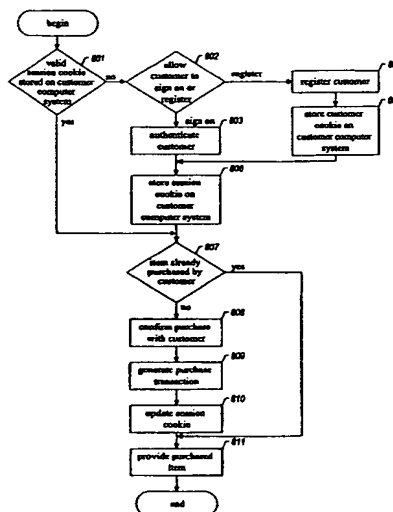 begin
801
valid
session cookie
stored on customer
computer
system
no
yes
802
allow
customer to
sign on or
register
register
8
register customer
8
store customer
cookie on
customer computer
system
sign on
803
authenticate
customer
806
store session
cookie on
customer
computer system
807
item already
purchased by
customer
yes
no
808
confirm purchase
with customer
809
generate purchase
transaction
810
update session
cookie
811
provide purchased
item
end